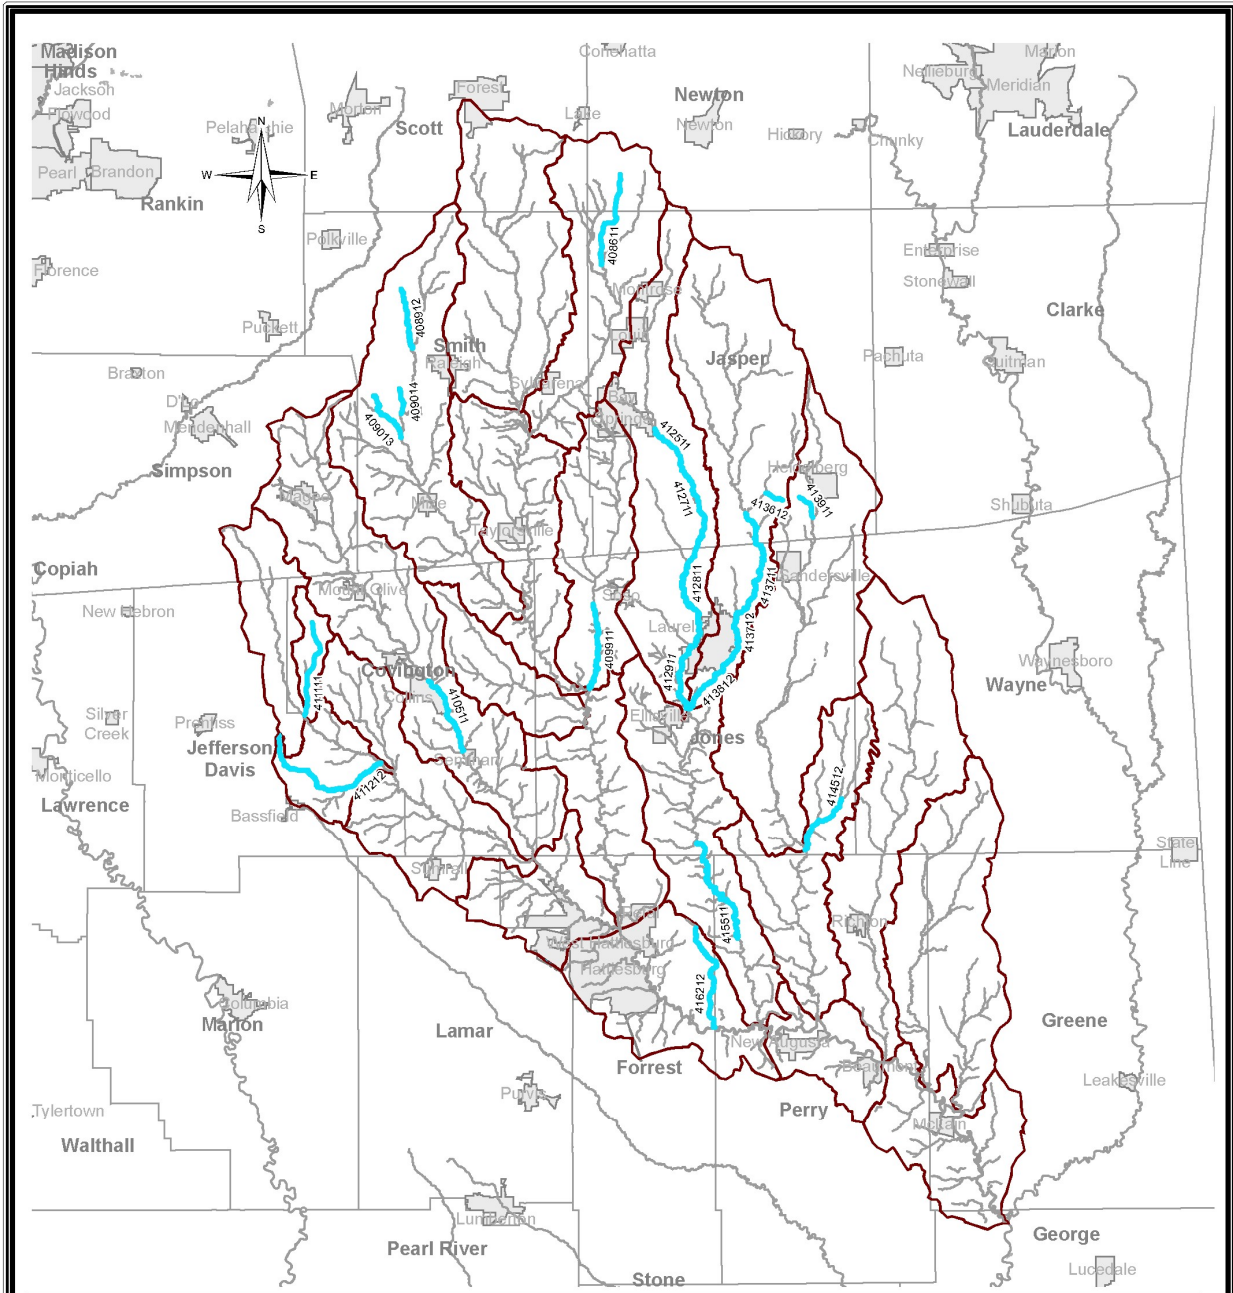 Madison
Hinds
Jackson
Flowood
Pearl
Brandon
Rankin
Pelahatchie
N
W
E
S
Morton
Scott
Forest
Conehatta
Lake
Newton
Newton
Hickory
Chunky
Nellieburg
Marion
Meridian
Lauderdale
Polkville
Florence
Puckett
Braxton
D'Lo
Mendenhall
Simpson
408611
Montrose
Louin
408912
Smith
Raleigh
Sylvarena
409014
409013
Bay
Springs
Jasper
Enterprise
Stonewall
Clarke
Pachuta
Quitman
412511
412711
Heidelberg
413612
413911
Shubuta
Magee
Mize
Taylorsville
Copiah
New Hebron
Mount Olive
Soso
412811
413711
Sandersville
Laurel
413712
409911
412911
413812
Waynesboro
Wayne
Covington
Collins
411111
410511
Seminary
Ellisville
Jones
Silver
Creek
Prentiss
Jefferson
Davis
Monticello
Lawrence
Bassfield
411212
414512
State
Line
Sumrall
Petal
West Hattiesburg
Hattiesburg
415511
416212
Richton
Columbia
Marion
Lamar
Forrest
New Augusta
Beaumont
Greene
Leakesville
Purvis
Perry
McLain
Tylertown
Walthall
Lumberton
Pearl River
Stone
George
Lucedale